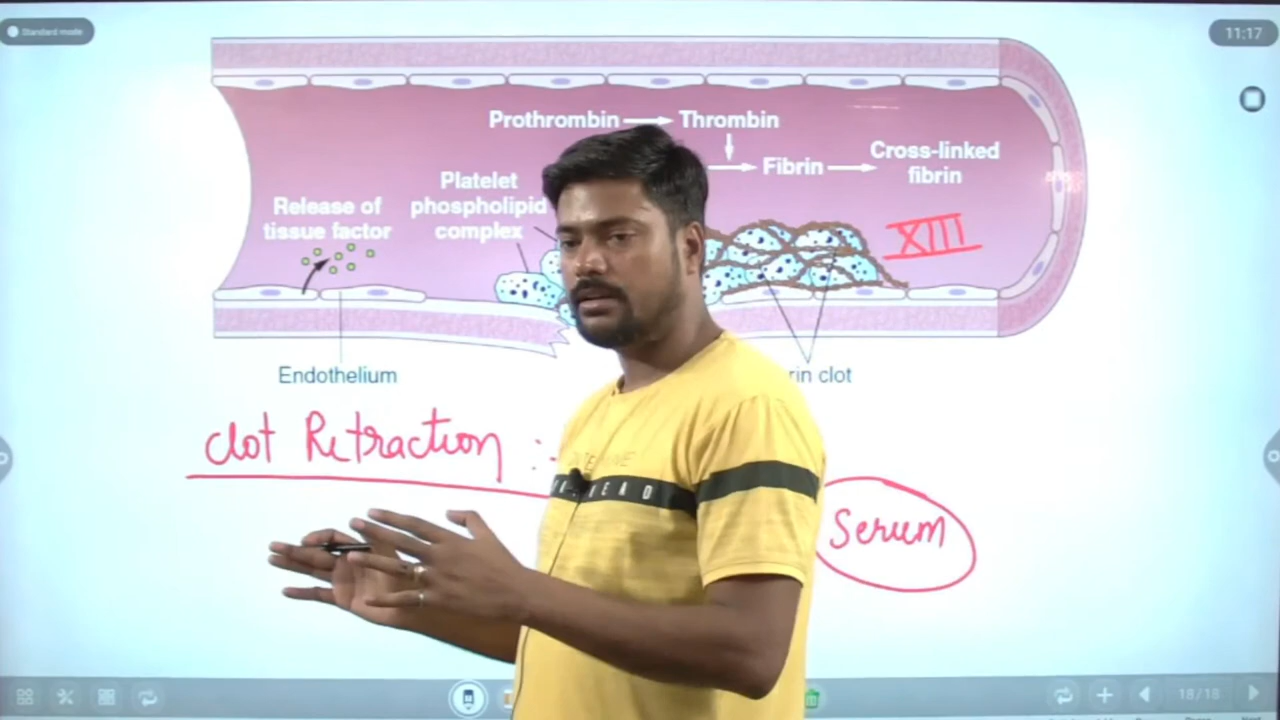 Standard mode
11:17
Prothrombin → Thrombin
→ Fibrin → Cross-linked
fibrin
Platelet
phospholipid
complex
Release of
tissue factor
XIII
Endothelium
rin clot
clot Retraction :-
EAD
Serum
18/18